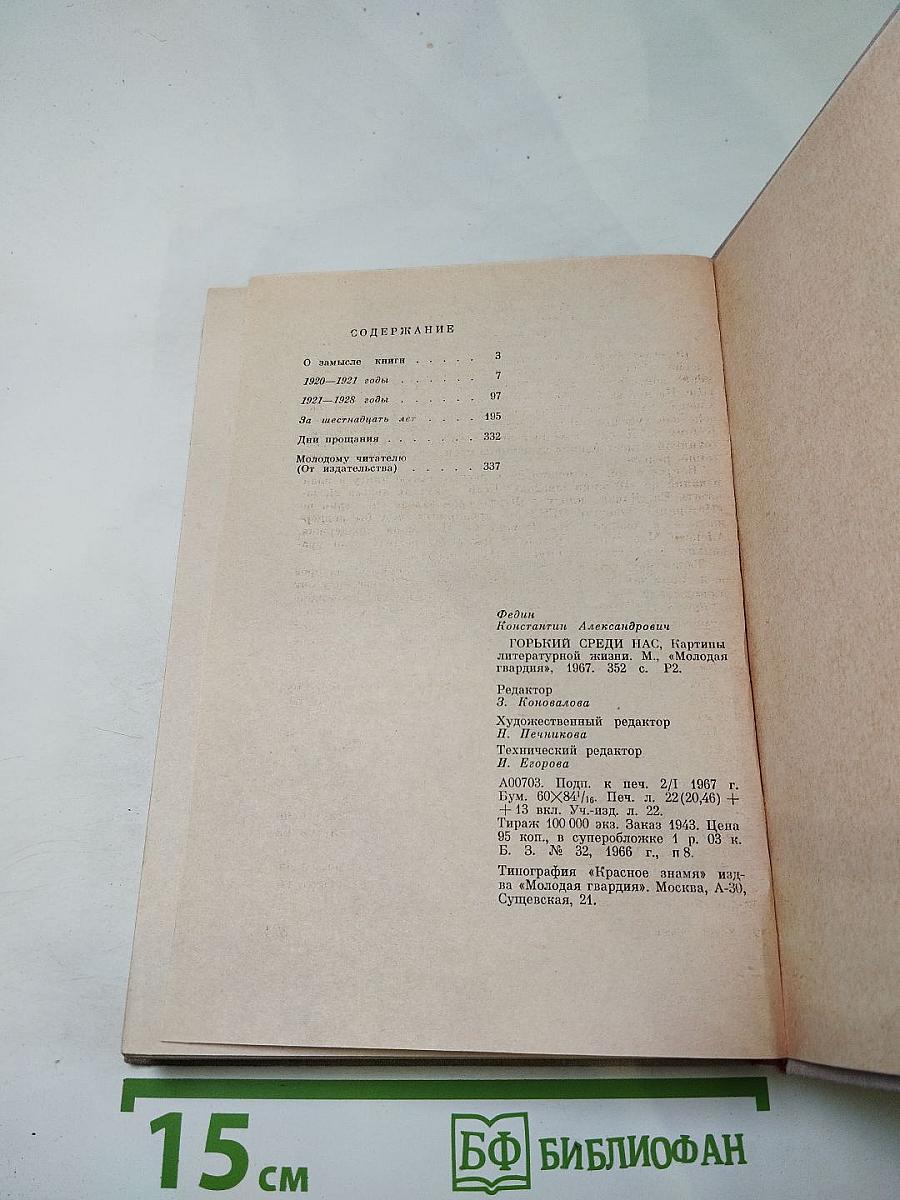 СОДЕРЖАНИЕ
О замысле книги . . . . . 3
1920—1921 годы . . . . . . 7
1921—1928 годы . . . . . . 97
За шестнадцать лет . . . . 195
Дни прощания . . . . . . . 332
Молодому читателю
(От издательства) . . . . . 337
Федин
Константин Александрович
ГОРЬКИЙ СРЕДИ НАС, Картины
литературной жизни. М., «Молодая
гвардия», 1967. 352 с. Р2.
Редактор
З. Коновалова
Художественный редактор
Н. Печникова
Технический редактор
И. Егорова
А00703. Подп. к печ. 2/I 1967 г.
Бум. 60×84¹/₁₆. Печ. л. 22(20,46) +
+ 13 вкл. Уч.-изд. л. 22.
Тираж 100 000 экз. Заказ 1943. Цена
95 коп., в суперобложке 1 р. 03 к.
Б. З. № 32, 1966 г., п 8.
Типография «Красное знамя» изд-
ва «Молодая гвардия». Москва, А-30,
Сущевская, 21.
15 см
БФ БИБЛИОФАН